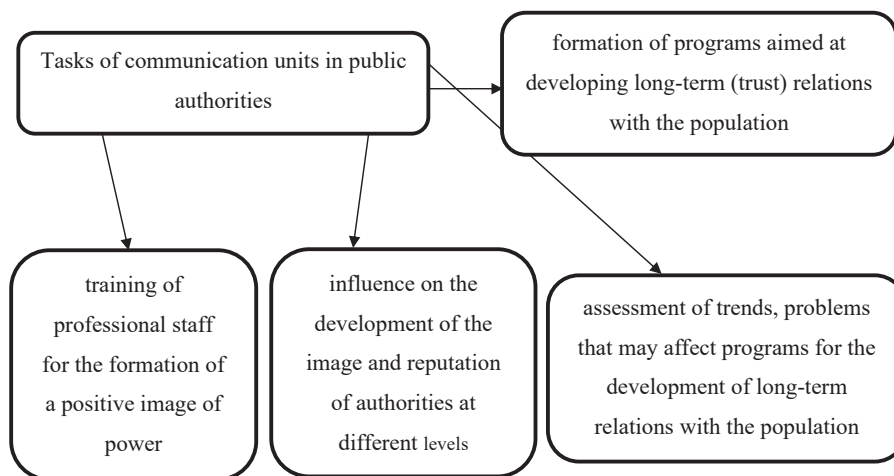 Tasks of communication units in public
authorities
formation of programs aimed at
developing long-term (trust) relations
with the population
training of
professional staff
for the formation of
a positive image of
power
influence on the
development of the
image and reputation
of authorities at
different levels
assessment of trends, problems
that may affect programs for the
development of long-term
relations with the population